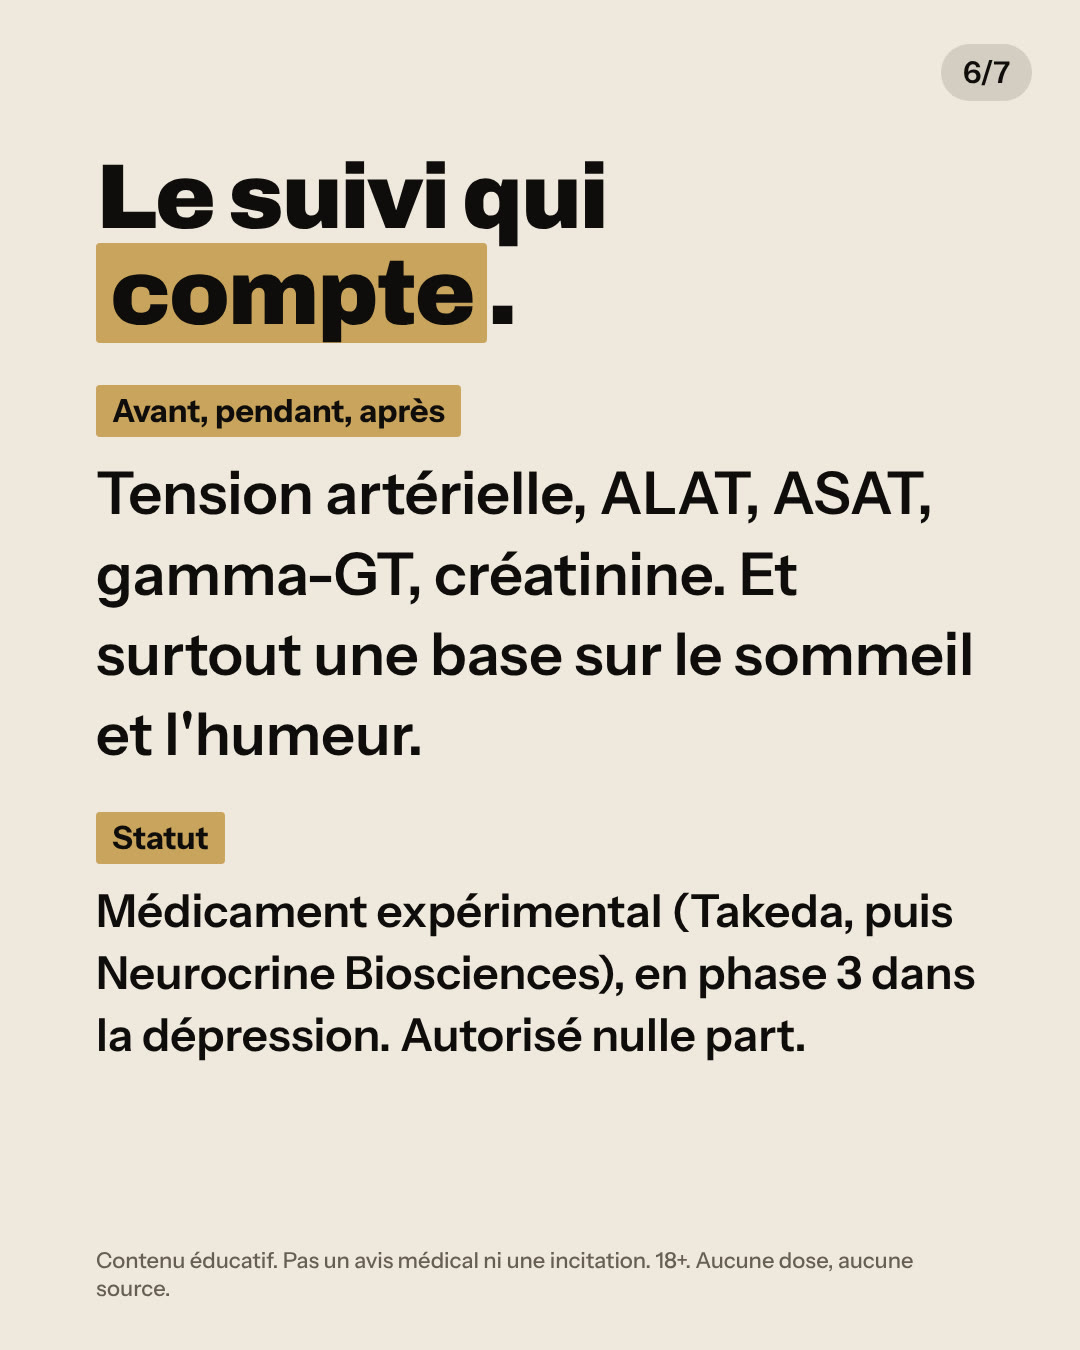 6/7
Le suivi qui
compte.
Avant, pendant, après
Tension artérielle, ALAT, ASAT,
gamma-GT, créatinine. Et
surtout une base sur le sommeil
et l'humeur.
Statut
Médicament expérimental (Takeda, puis
Neurocrine Biosciences), en phase 3 dans
la dépression. Autorisé nulle part.
Contenu éducatif. Pas un avis médical ni une incitation. 18+. Aucune dose, aucune
source.